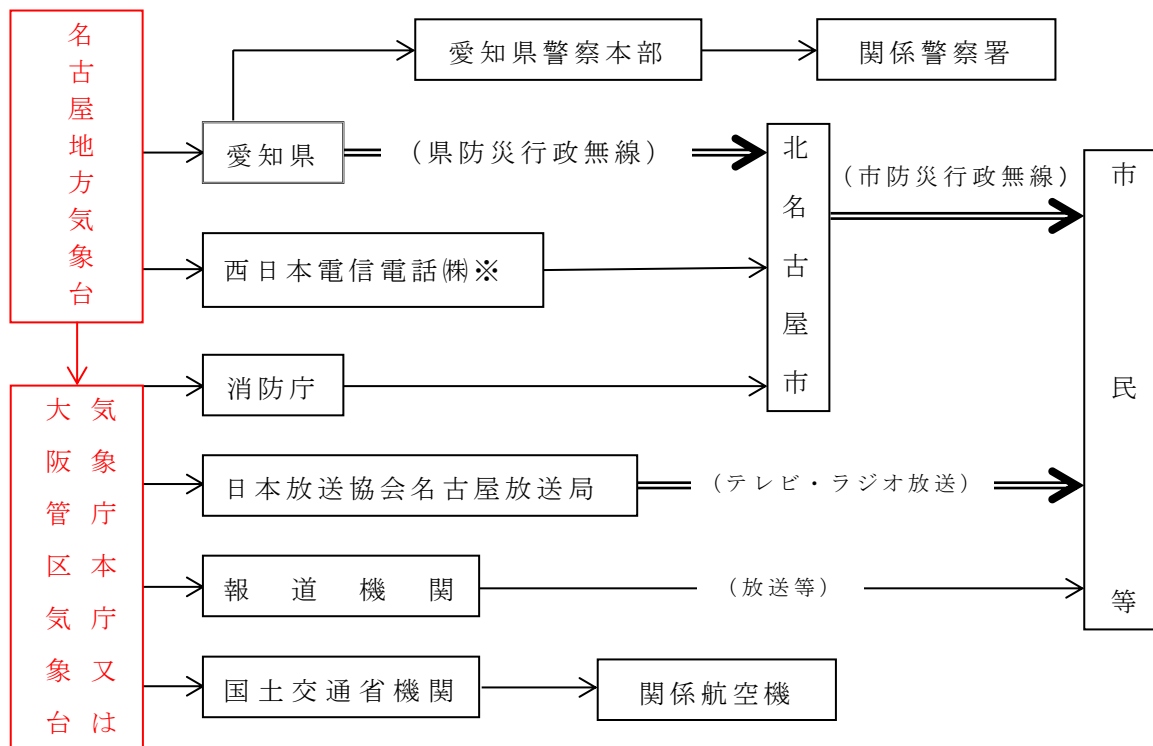 名古屋地方気象台
愛知県警察本部
関係警察署
愛知県
(県防災行政無線)
北名古屋市
(市防災行政無線)
市民等
西日本電信電話㈱※
消防庁
気象庁本庁又は
大阪管区気象台
日本放送協会名古屋放送局
(テレビ・ラジオ放送)
報道機関
(放送等)
国土交通省機関
関係航空機